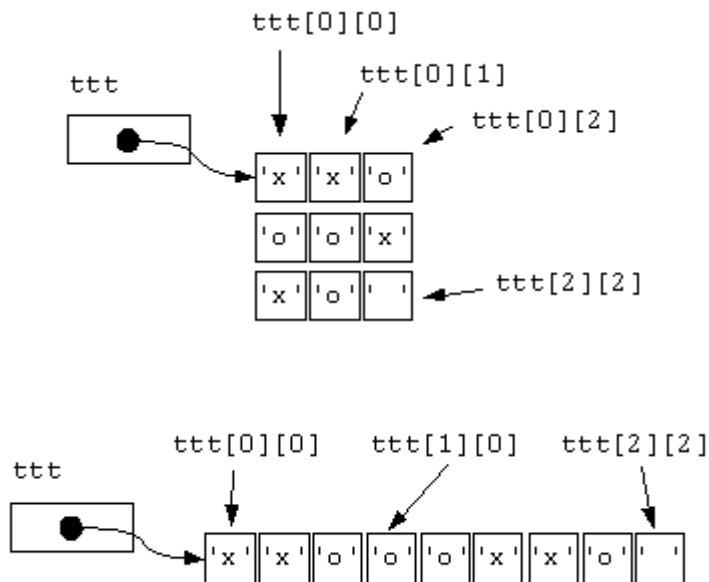 ttt[0][0]
ttt
ttt[0][1]
ttt[0][2]
'x' 'x' 'o'
'o' 'o' 'x'
'x' 'o' ' '
ttt[2][2]
ttt[0][0] ttt[1][0] ttt[2][2]
ttt
'x' 'x' 'o' 'o' 'o' 'x' 'x' 'o' ' '